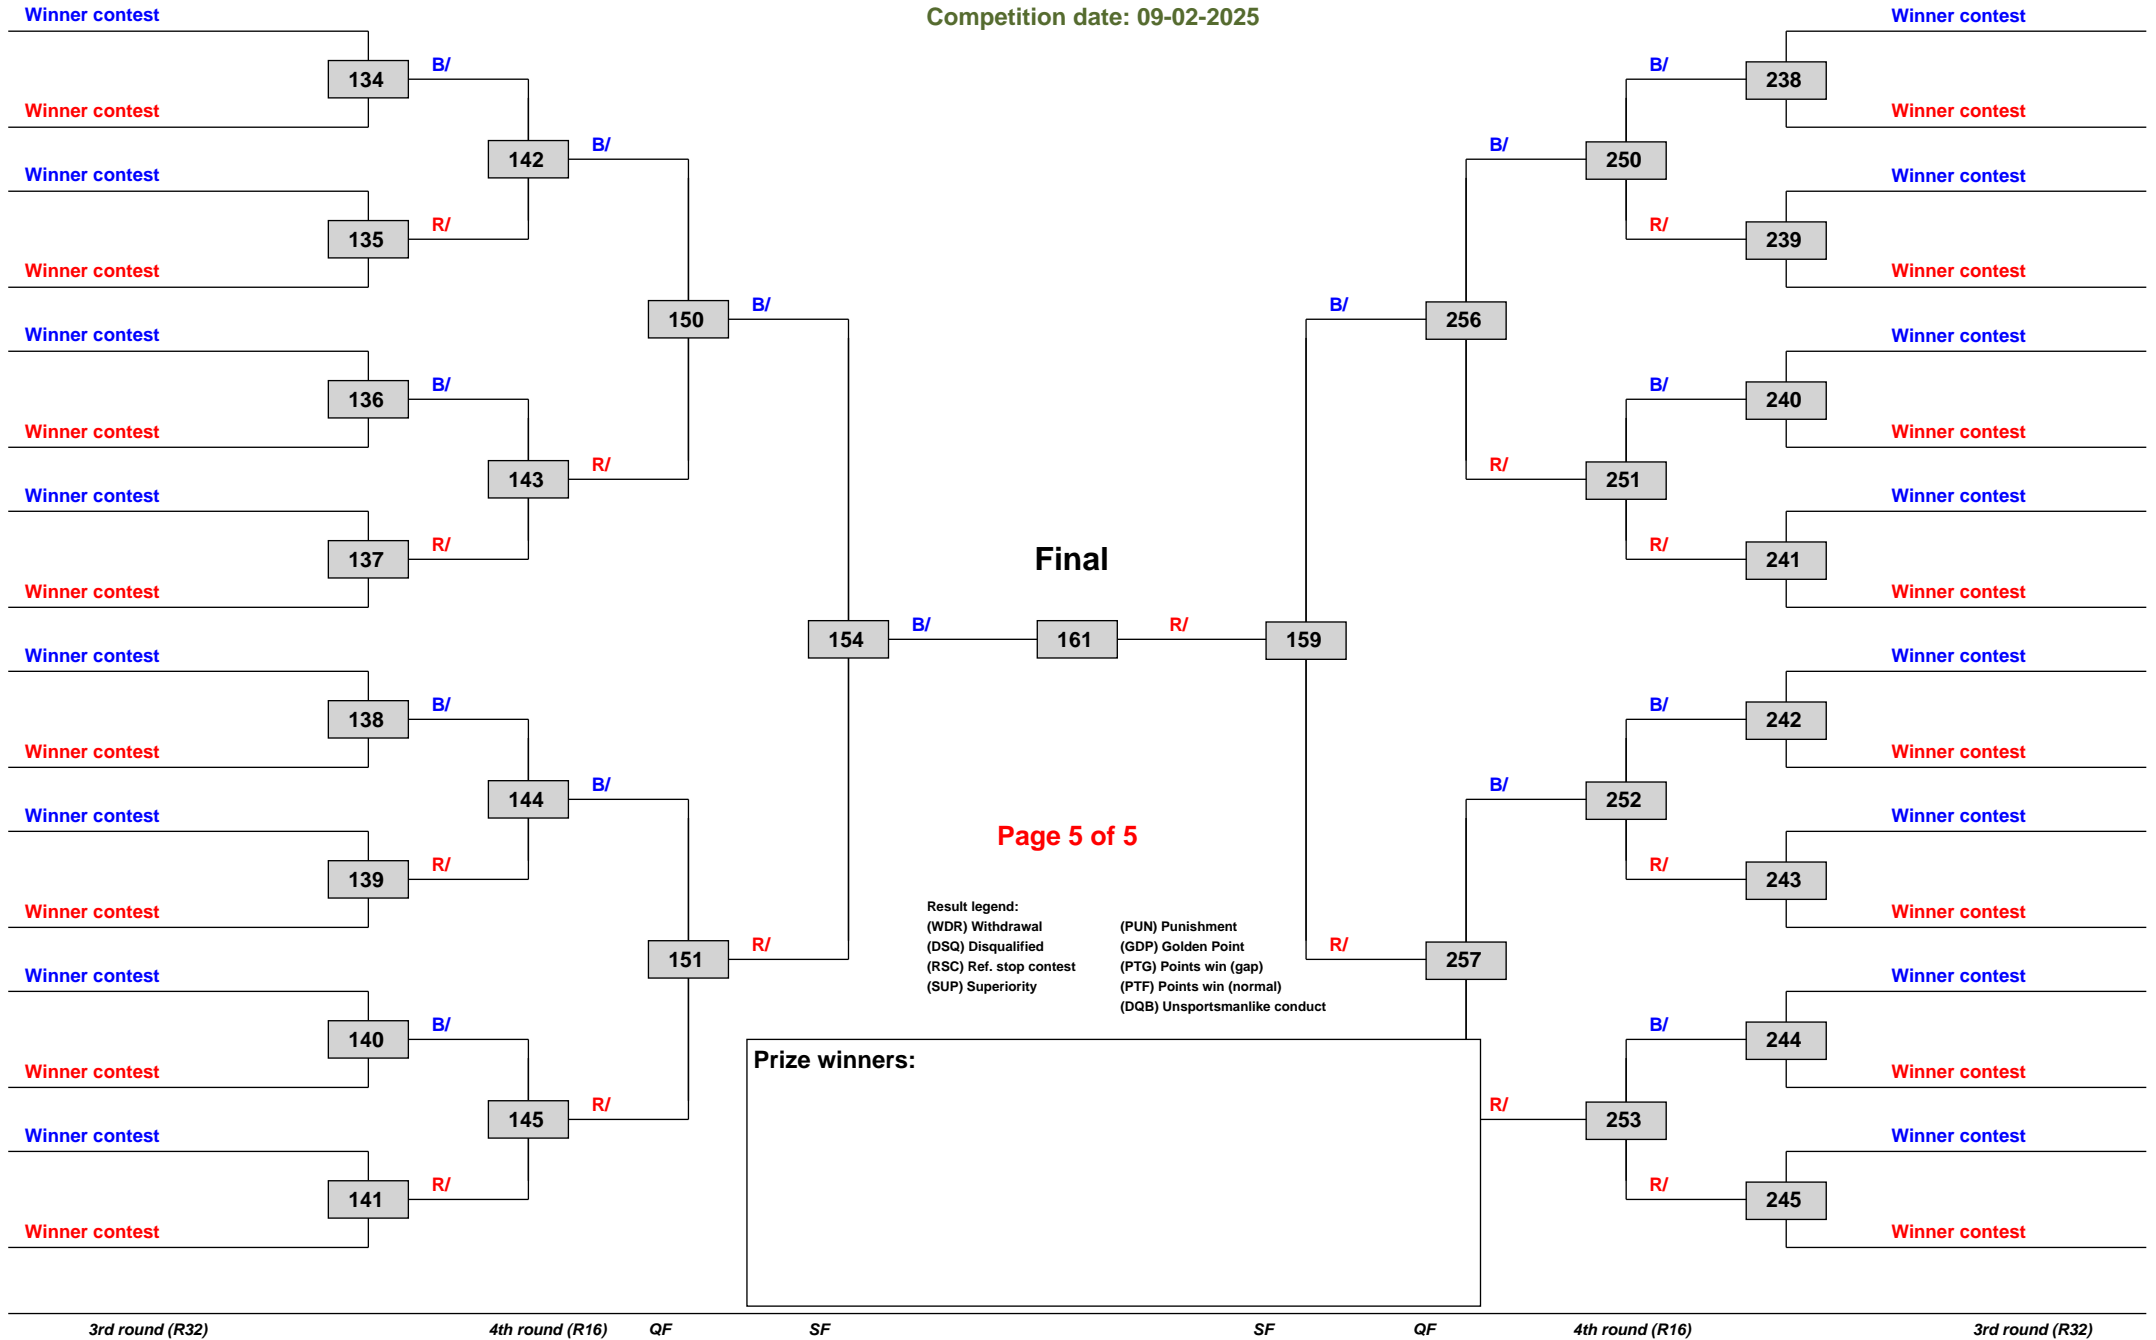 Competition date: 09-02-2025
Winner contest
134
B/
Winner contest
142
B/
Winner contest
135
R/
Winner contest
150
B/
Winner contest
136
B/
Winner contest
143
R/
Winner contest
137
R/
Winner contest
154
B/
Winner contest
138
B/
Winner contest
144
B/
Winner contest
139
R/
Winner contest
151
R/
Winner contest
140
B/
Winner contest
145
R/
Winner contest
141
R/
Winner contest
Final
161
R/
159
Page 5 of 5
Result legend:
(WDR) Withdrawal
(DSQ) Disqualified
(RSC) Ref. stop contest
(SUP) Superiority
(PUN) Punishment
(GDP) Golden Point
(PTG) Points win (gap)
(PTF) Points win (normal)
(DQB) Unsportsmanlike conduct
Prize winners:
Winner contest
B/
238
Winner contest
B/
250
Winner contest
R/
239
Winner contest
B/
256
Winner contest
B/
240
Winner contest
R/
251
Winner contest
R/
241
Winner contest
Winner contest
B/
242
Winner contest
B/
252
Winner contest
R/
243
Winner contest
R/
257
Winner contest
B/
244
Winner contest
R/
253
Winner contest
R/
245
Winner contest
3rd round (R32)
4th round (R16)
QF
SF
SF
QF
4th round (R16)
3rd round (R32)